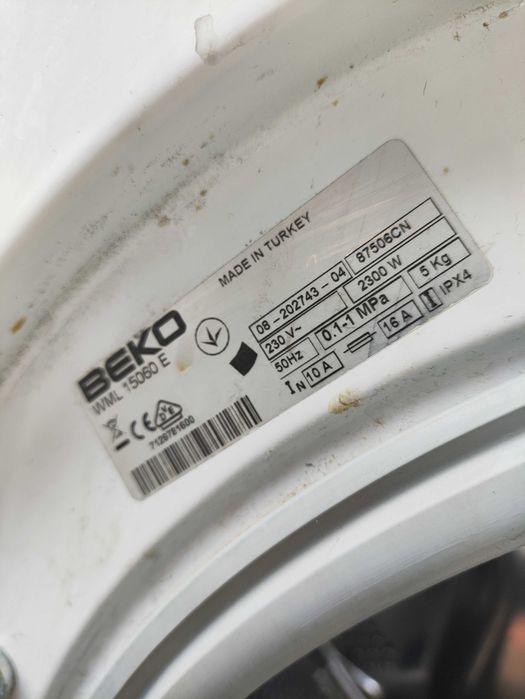 MADE IN TURKEY
BEKO
WML 15060 E
08-202743-04
87506CN
230 V~
2300 W
50Hz
0.1-1 MPa
5 Kg
IN 10 A
16 A
IPX4
CE
7126781600